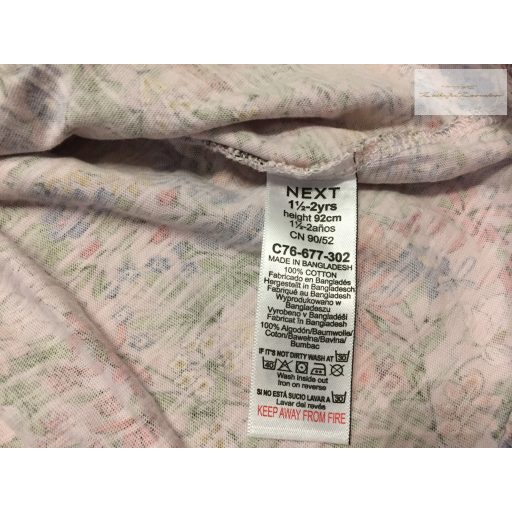 NEXT
1½-2yrs
height 92cm
1½-2años
CN 90/52
C76-677-302
MADE IN BANGLADESH
100% COTTON
Fabricado en Bangladés
Hergestellt in Bangladesch
Fabriqué au Bangladesh
Wyprodukowano w
Bangladeszu
Vyrobeno v Bangladéši
Fabricat în Bangladesh
100% Algodón/Baumwolle/
Coton/Bawełna/Bavlna/
Bumbac
IF IT'S NOT DIRTY WASH AT 30
40
Wash inside out
Iron on reverse
SI NO ESTÁ SUCIO LAVAR A 30
Lavar del revés
KEEP AWAY FROM FIRE